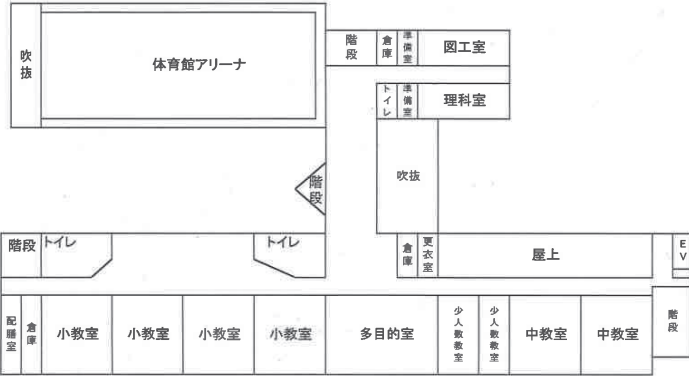 吹抜
体育館アリーナ
階段
倉庫
準備室
図工室
トイレ
準備室
理科室
吹抜
階段
階段
トイレ
トイレ
倉庫
更衣室
屋上
EV
配膳室
倉庫
小教室
小教室
小教室
小教室
多目的室
少人数教室
少人数教室
中教室
中教室
階段